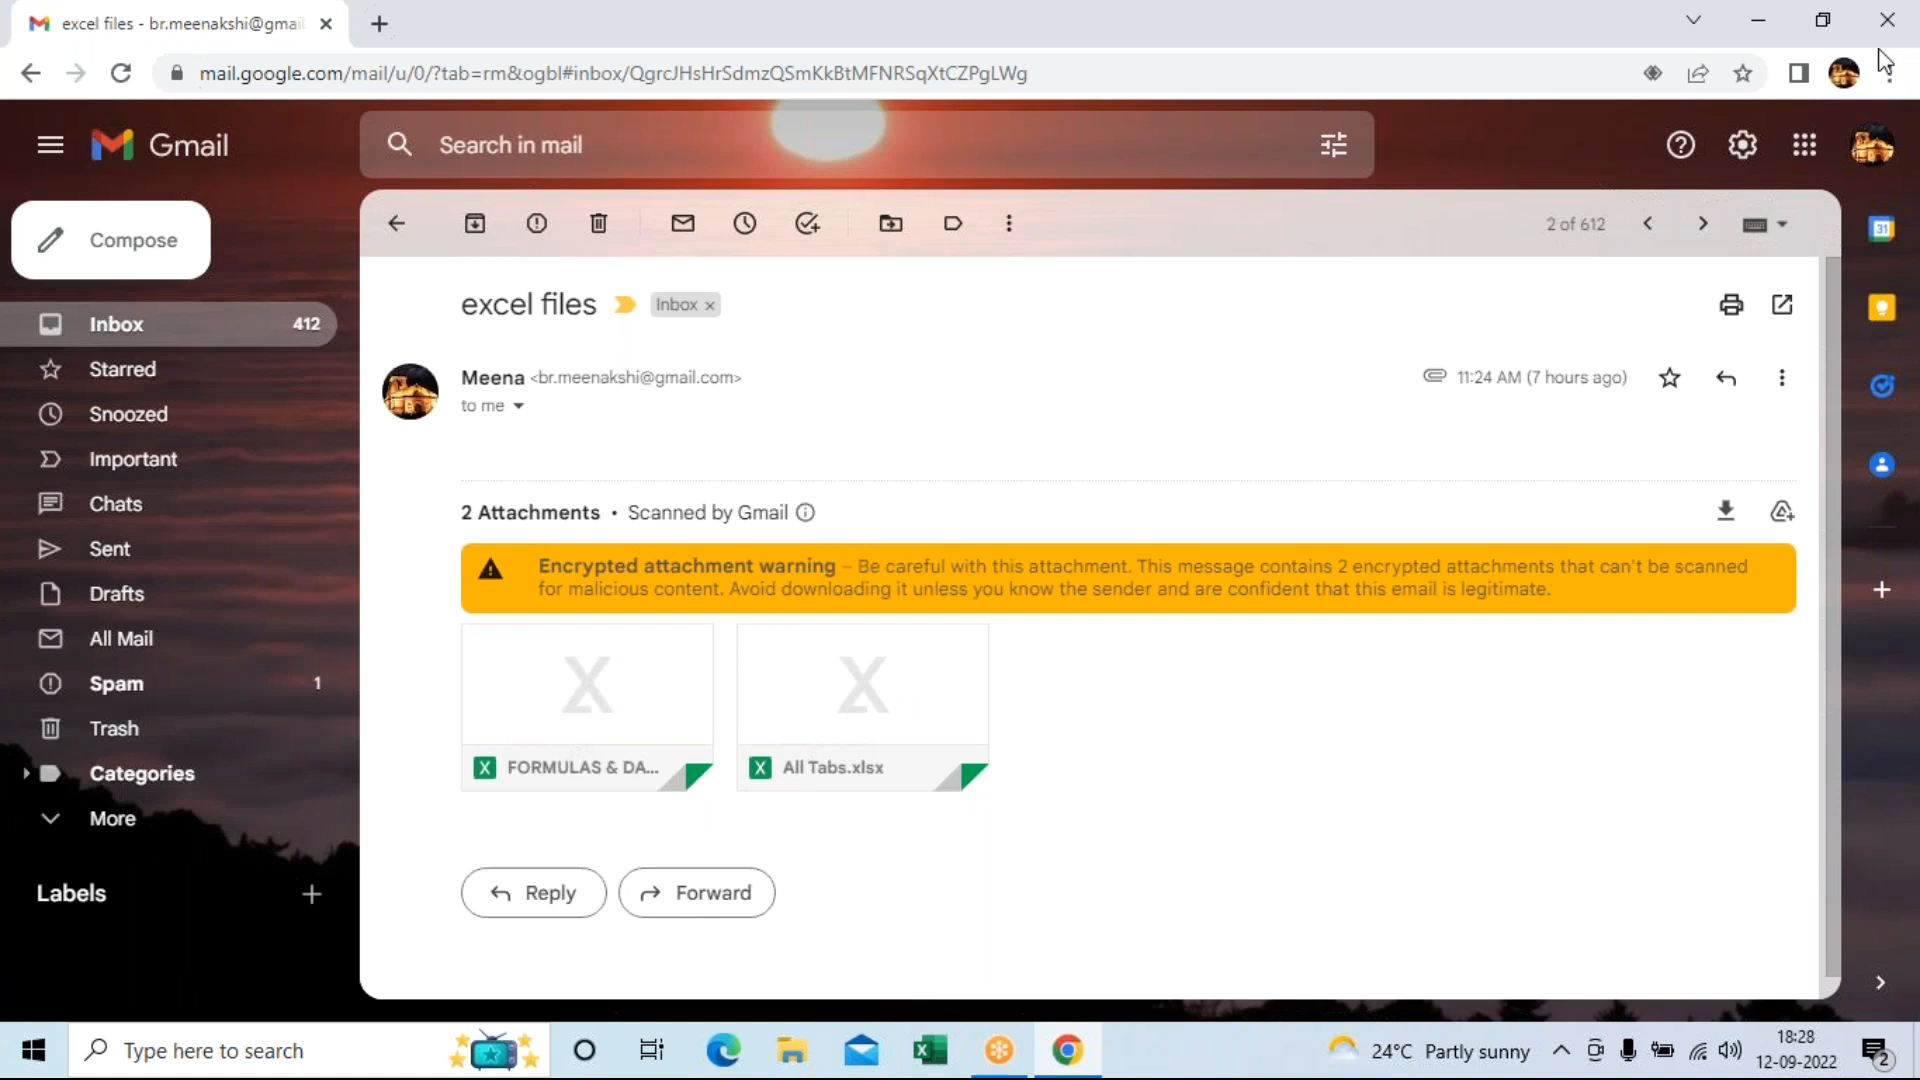 excel files - br.meenakshi@gmai
mail.google.com/mail/u/0/?tab=rm&ogbl#inbox/QgrcJHsHrSdmzQSmKkBtMFNRSqXtCZPgLWg
Gmail
Search in mail
Compose
2 of 612
31
excel files
Inbox ×
Inbox 412
Starred
Snoozed
Important
Chats
Sent
Drafts
All Mail
Spam 1
Trash
Categories
More
Labels
Meena <br.meenakshi@gmail.com>
11:24 AM (7 hours ago)
to me
2 Attachments • Scanned by Gmail
Encrypted attachment warning – Be careful with this attachment. This message contains 2 encrypted attachments that can't be scanned
for malicious content. Avoid downloading it unless you know the sender and are confident that this email is legitimate.
X
X
X FORMULAS & DA...
X All Tabs.xlsx
Reply
Forward
Type here to search
24°C Partly sunny
18:28
12-09-2022
2